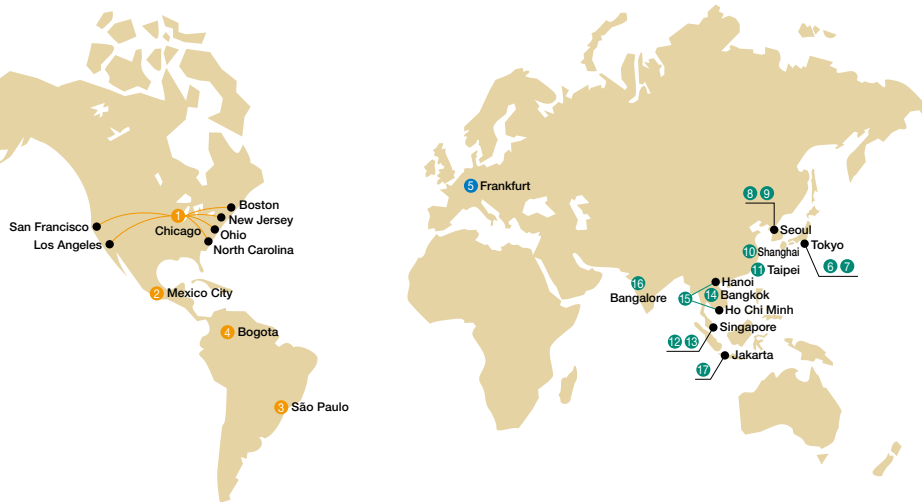 Boston
1
New Jersey
San Francisco
Chicago
Ohio
Los Angeles
North Carolina
2 Mexico City
4 Bogota
3 São Paulo
5 Frankfurt
8 9
Seoul
Tokyo
10 Shanghai
6 7
11 Taipei
16
Bangalore
Hanoi
15
14 Bangkok
Ho Chi Minh
Singapore
12 13
Jakarta
17